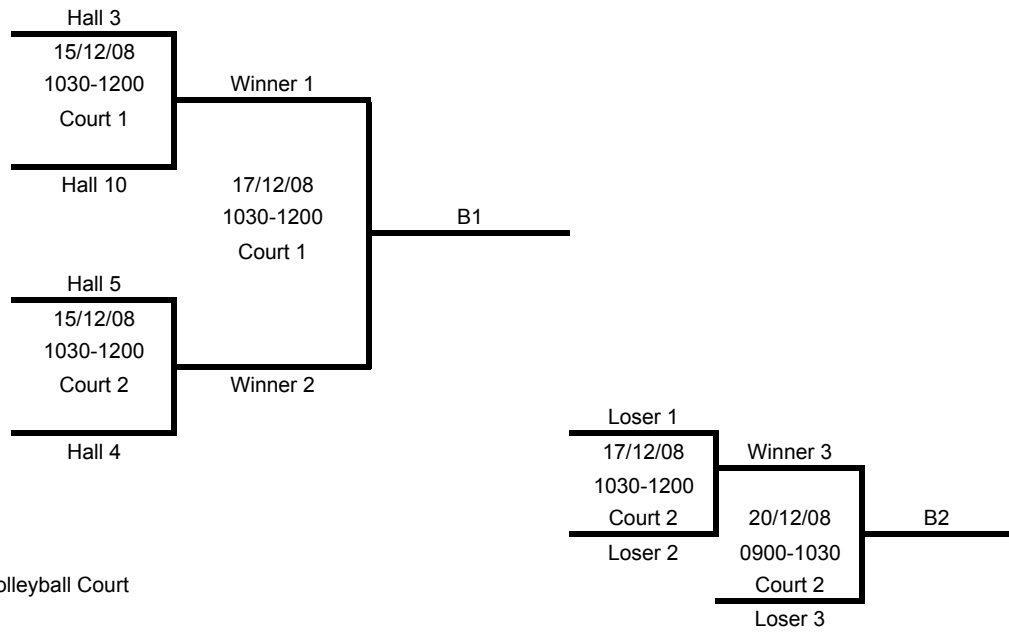 Hall 3
15/12/08
1030-1200
Court 1
Winner 1
Hall 10
17/12/08
1030-1200
Court 1
B1
Hall 5
15/12/08
1030-1200
Court 2
Winner 2
Hall 4
Loser 1
17/12/08
1030-1200
Court 2
Loser 2
Winner 3
20/12/08
0900-1030
Court 2
Loser 3
B2
olleyball Court